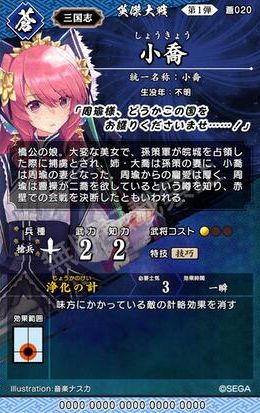 蒼
三国志
英傑大戦
第1弾
蒼020
しょうきょう
小喬
統一名称：小喬
生没年：不明
「周瑜様、どうかこの国を
お護りくださいませ……！」
橋公の娘。大変な美女で、孫策軍が皖城を占領
した際に捕虜とされ、姉・大喬は孫策の妻に、小喬
は周瑜の妻となった。周瑜からの寵愛は厚く、周瑜
は曹操が二喬を欲しているという噂を知り、赤
壁での会戦を決断したともいわれる。
兵種
槍兵
武力
2
知力
2
武将コスト
特技
技巧
じょうかのけい
浄化の計
必要士気
3
効果時間
一瞬
味方にかかっている敵の計略効果を消す
効果範囲
Illustration:音楽ナスカ
©SEGA
0000-0000-0000-0000-0000